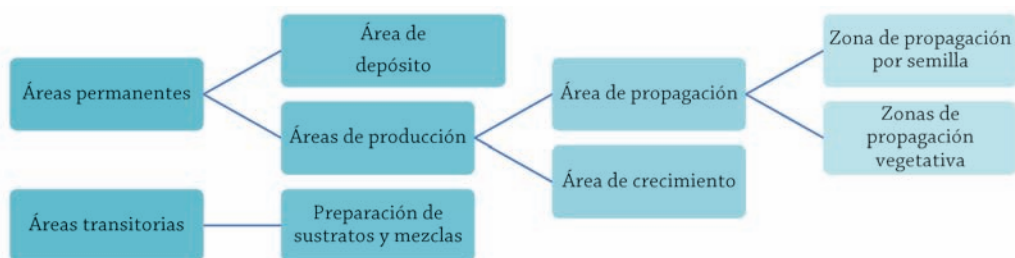 Áreas permanentes
Área de
depósito
Áreas de producción
Área de propagación
Zona de propagación
por semilla
Zonas de
propagación
vegetativa
Área de crecimiento
Áreas transitorias
Preparación de
sustratos y mezclas